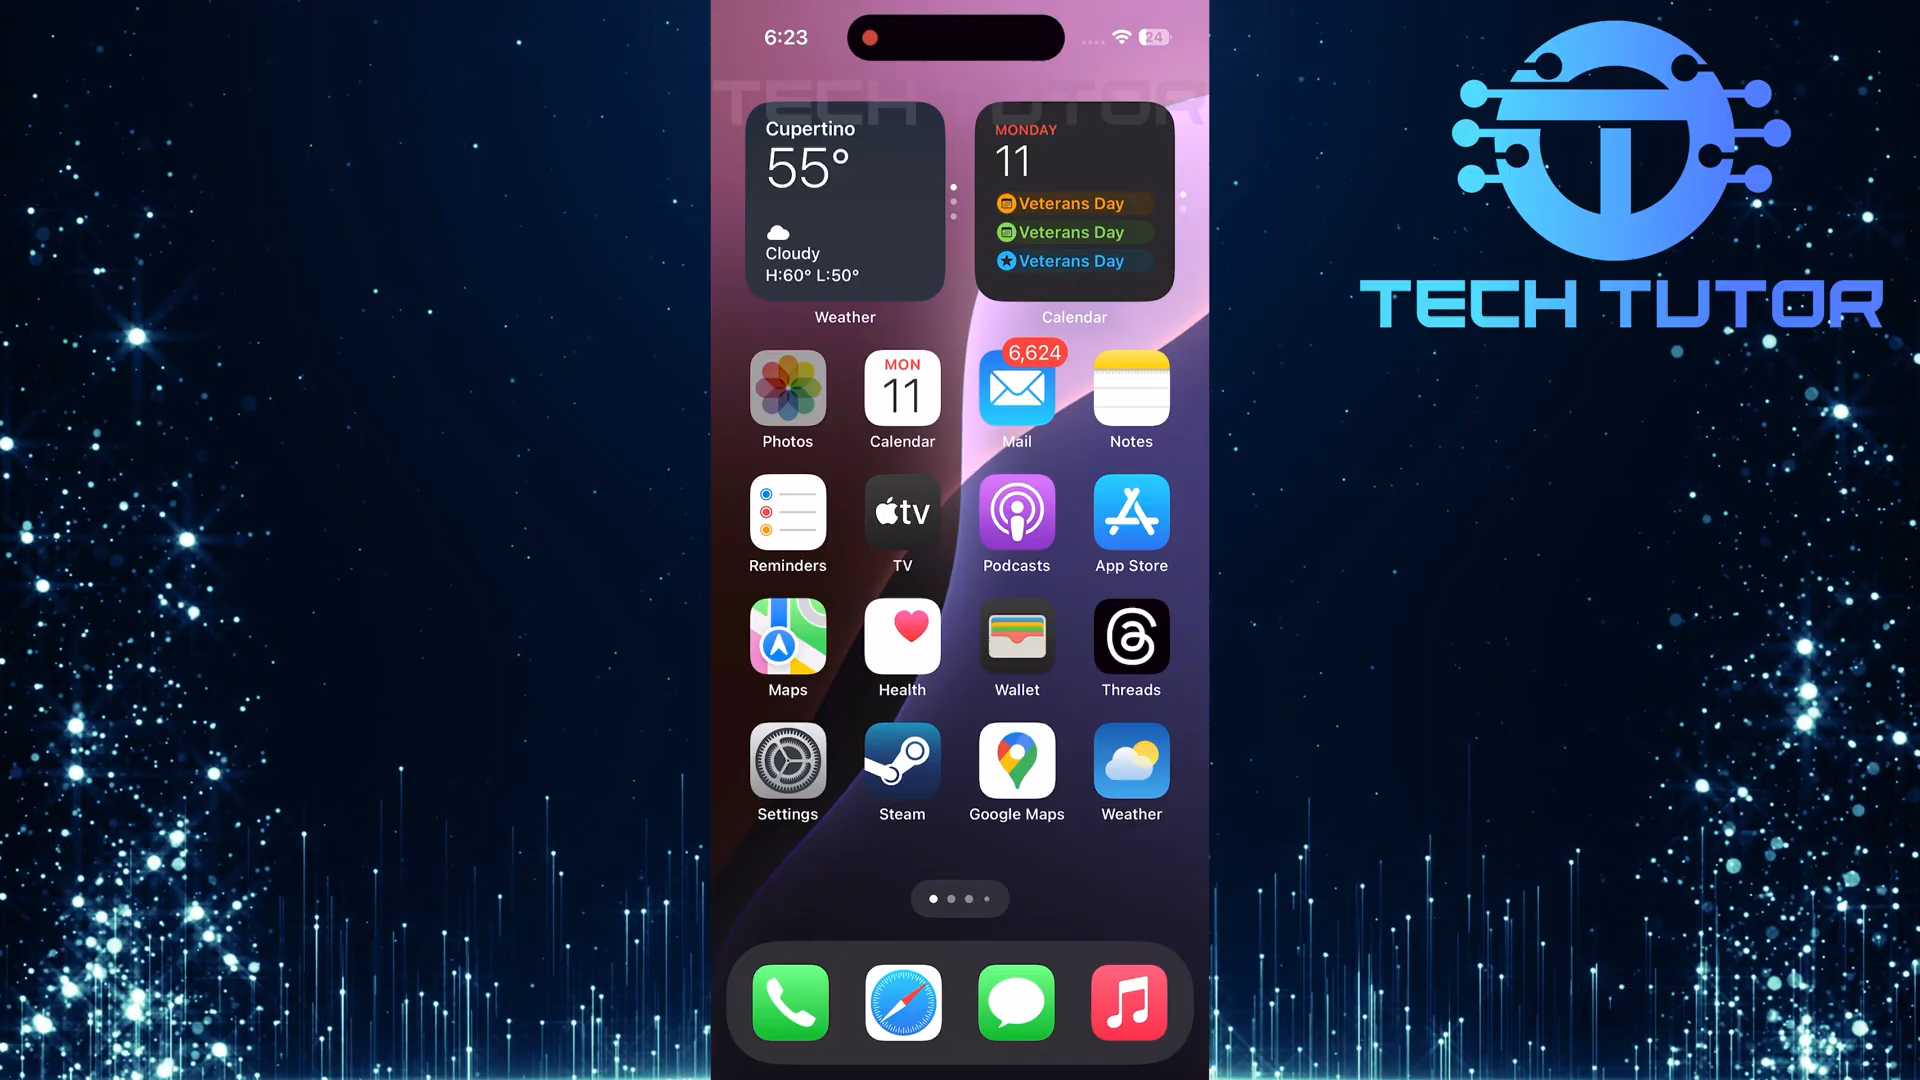 6:23
24
TECH TUTOR
Cupertino
55°
Cloudy
H:60° L:50°
Weather
MONDAY
11
Veterans Day
Veterans Day
Veterans Day
Calendar
TECH TUTOR
Photos
MON
11
Calendar
6,624
Mail
Notes
Reminders
tv
TV
Podcasts
App Store
Maps
Health
Wallet
Threads
Settings
Steam
Google Maps
Weather